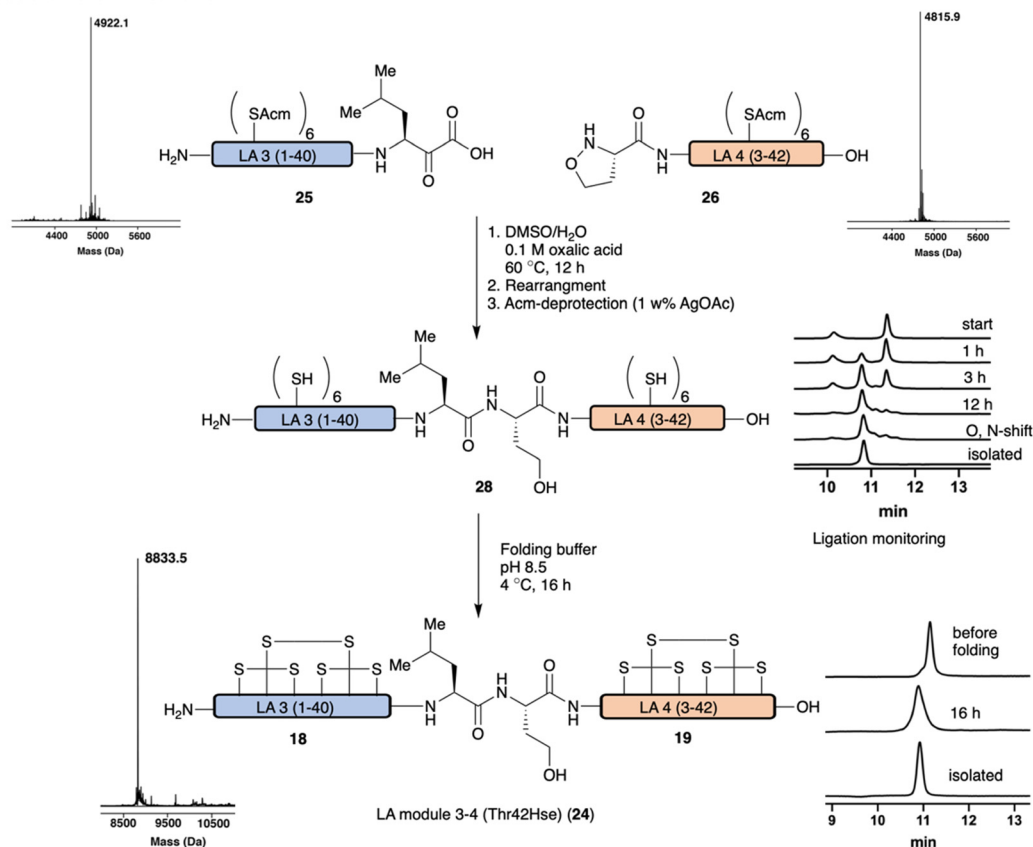 4922.1
4400 5000 5600
Mass (Da)
( SAcm ) 6
H₂N LA 3 (1-40) N H
Me
Me
O
O
OH
25
HN
O
O
N H
( SAcm ) 6
LA 4 (3-42) OH
26
4815.9
4400 5000 5600
Mass (Da)
1. DMSO/H₂O
0.1 M oxalic acid
60 °C, 12 h
2. Rearrangment
3. Acm-deprotection (1 w% AgOAc)
( SH ) 6
H₂N LA 3 (1-40) N H
Me
Me
O
H N
O
OH
N H
( SH ) 6
LA 4 (3-42) OH
28
start
1 h
3 h
12 h
O, N-shift
isolated
10 11 12 13
min
Ligation monitoring
8833.5
8500 9500 10500
Mass (Da)
Folding buffer
pH 8.5
4 °C, 16 h
S S
S S S S
H₂N LA 3 (1-40) N H
18
Me
Me
O
H N
O
OH
N H
S S
S S S S
LA 4 (3-42) OH
19
LA module 3-4 (Thr42Hse) (24)
before
folding
16 h
isolated
9 10 11 12 13
min